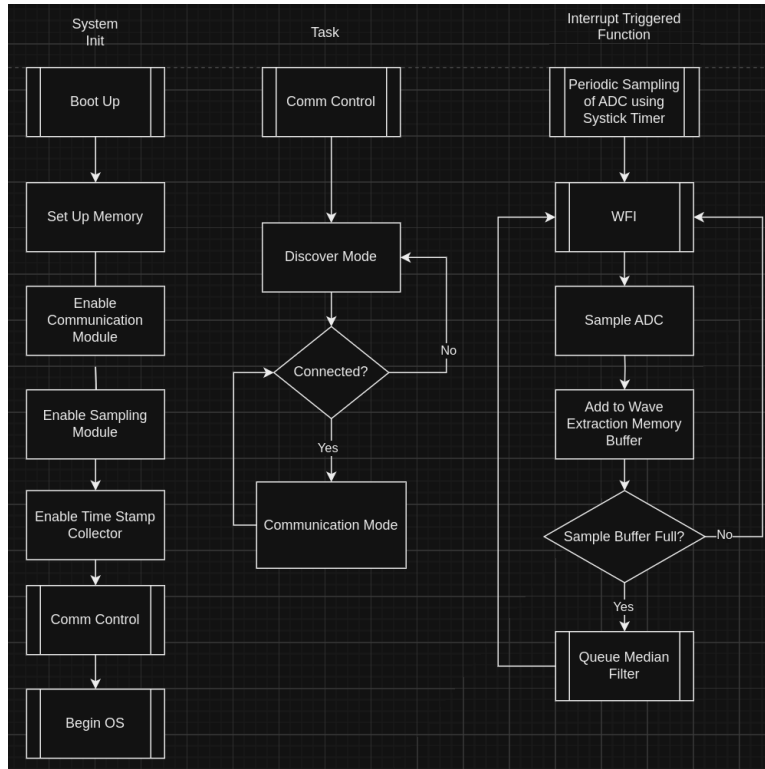 System
Init
Task
Interrupt Triggered
Function
Boot Up
Set Up Memory
Enable
Communication
Module
Enable Sampling
Module
Enable Time Stamp
Collector
Comm Control
Begin OS
Comm Control
Discover Mode
Connected?
No
Yes
Communication Mode
Periodic Sampling
of ADC using
Systick Timer
WFI
Sample ADC
Add to Wave
Extraction Memory
Buffer
Sample Buffer Full?
No
Yes
Queue Median
Filter